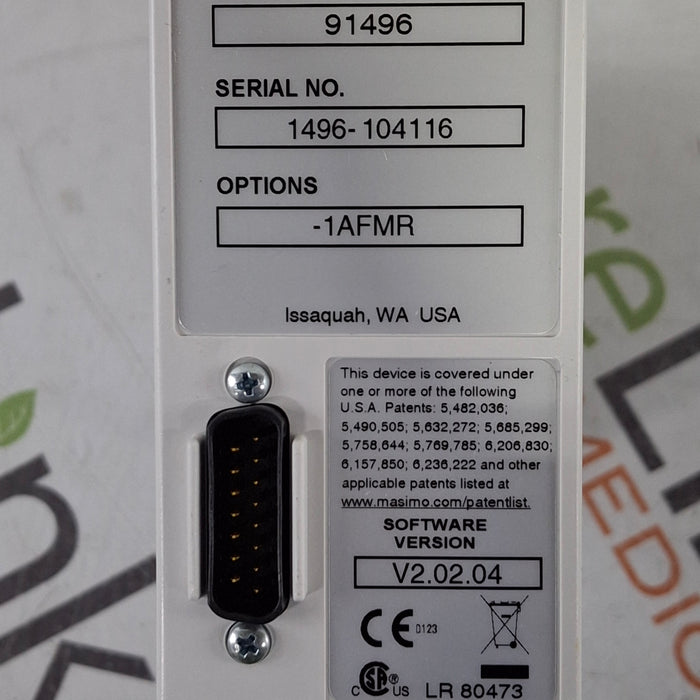 91496
SERIAL NO.
1496-104116
OPTIONS
-1AFMR
Issaquah, WA USA
This device is covered under
one or more of the following
U.S.A. Patents: 5,482,036;
5,490,505; 5,632,272; 5,685,299;
5,758,644; 5,769,785; 6,206,830;
6,157,850; 6,236,222 and other
applicable patents listed at
www.masimo.com/patentlist.
SOFTWARE
VERSION
V2.02.04
CE 0123
C SA® US
LR 80473